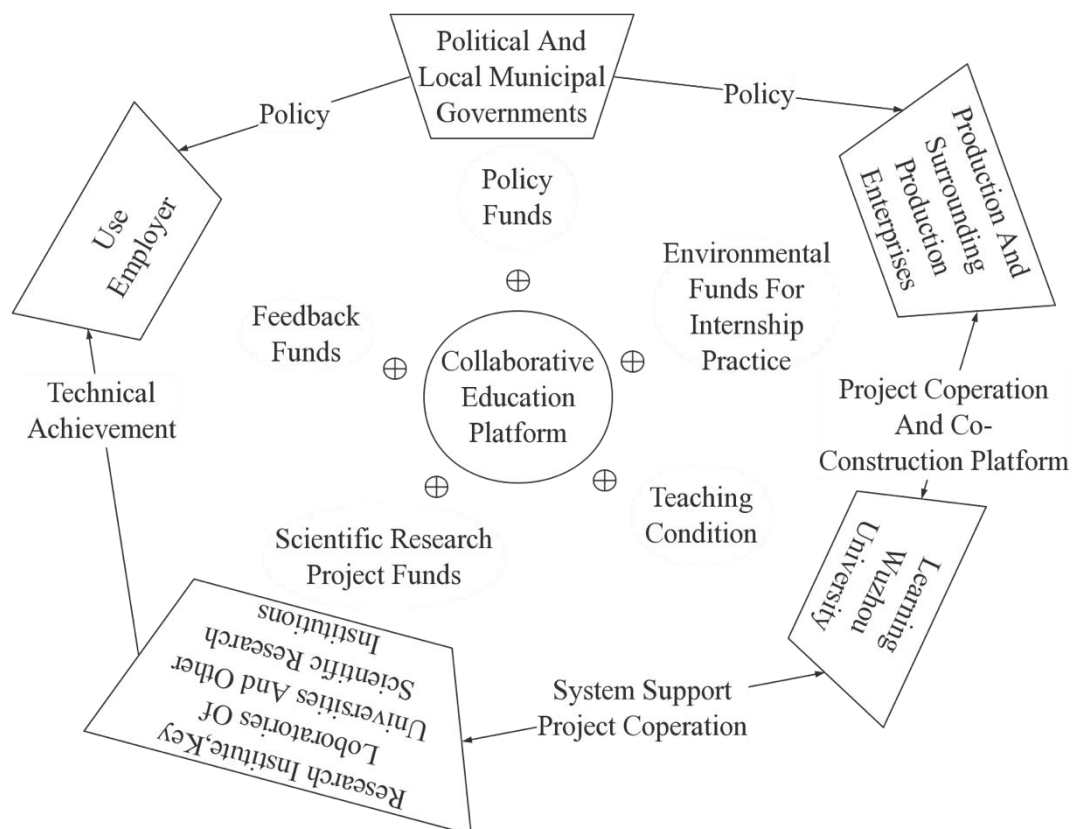 Political And
Local Municipal
Governments
Policy
Policy
Production And
Surrounding
Production
Enterprises
Use
Employer
Policy
Funds
Environmental
Funds For
Internship
Practice
Feedback
Funds
Collaborative
Education
Platform
Technical
Achievement
Project Coperation
And Co-
Construction Platform
Teaching
Condition
Scientific Research
Project Funds
Learning
Wuzhou
University
System Support
Project Coperation
Research Institute,Key
Loboratories Of
Universities And Other
Scientific Research
Institutions